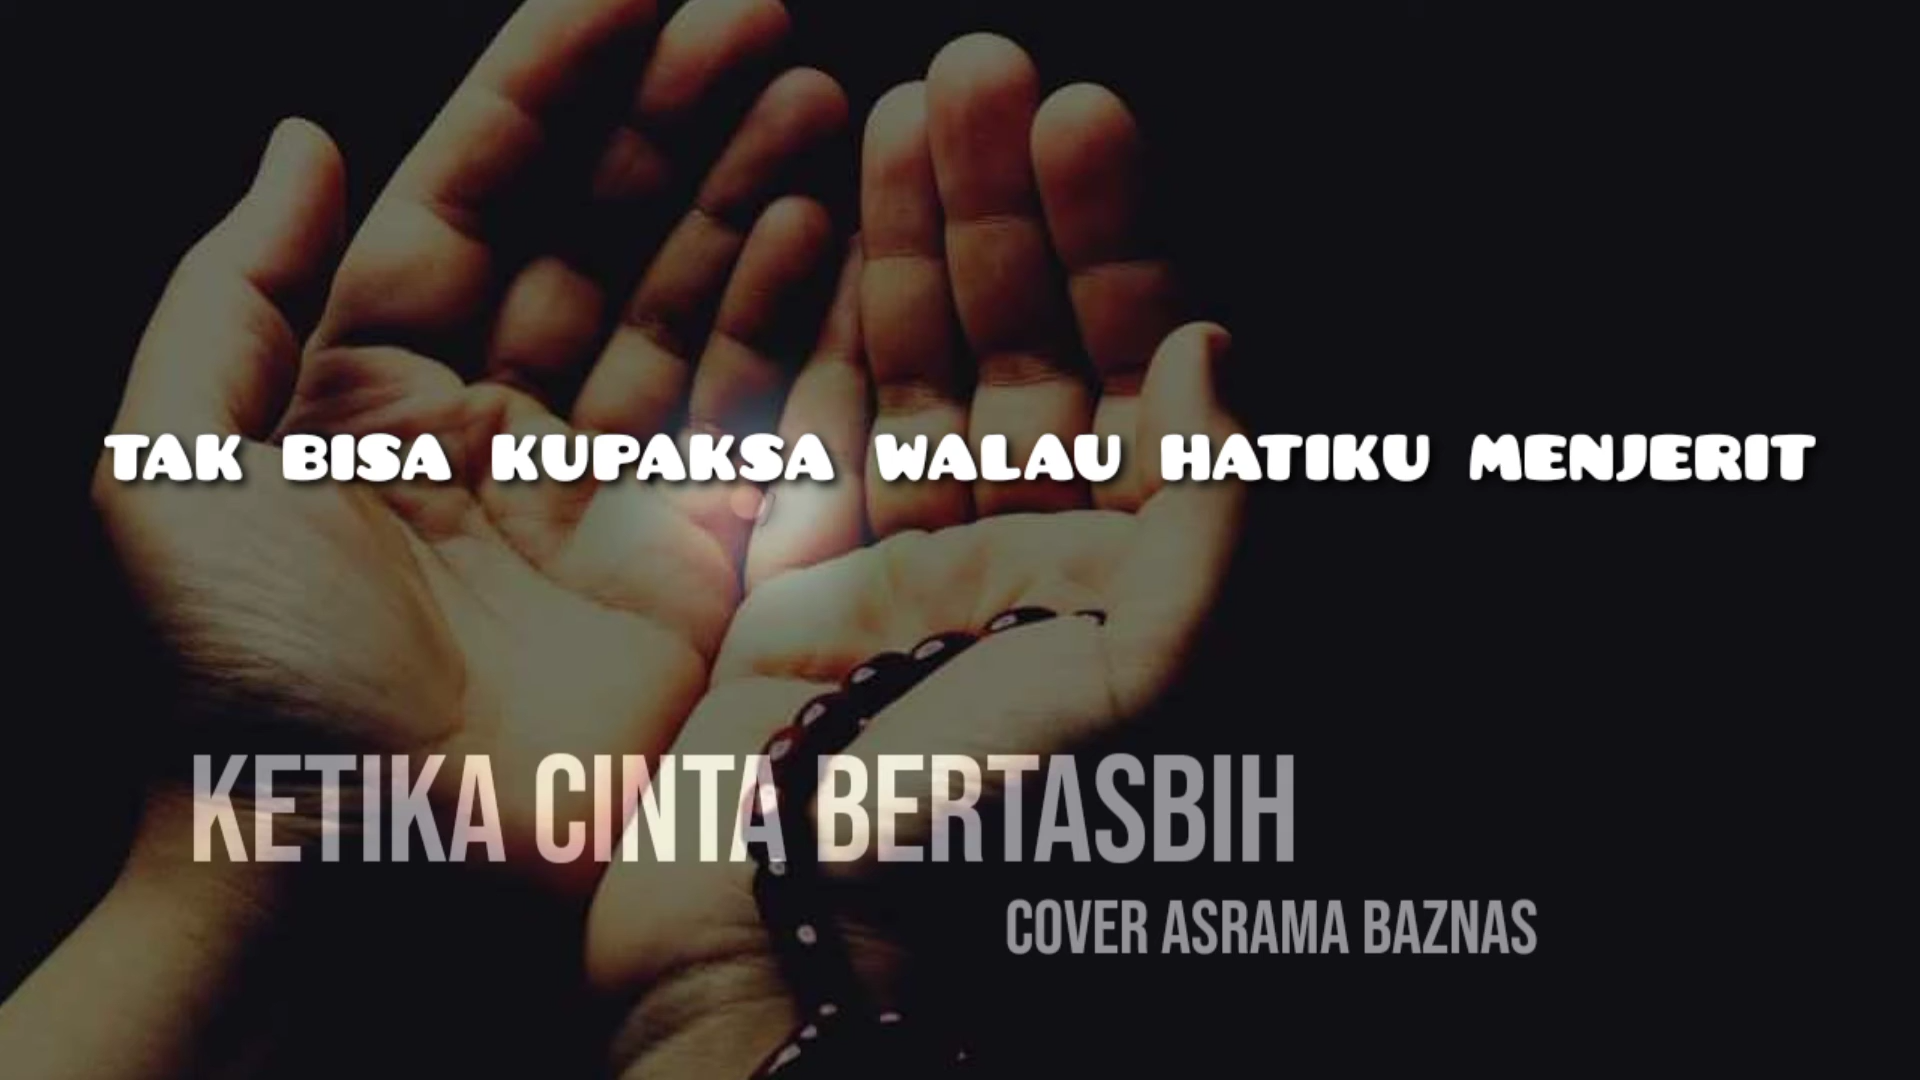 TAK BISA KUPAKSA WALAU HATIKU MENJERIT
KETIKA CINTA BERTASBIH
COVER ASRAMA BAZNAS